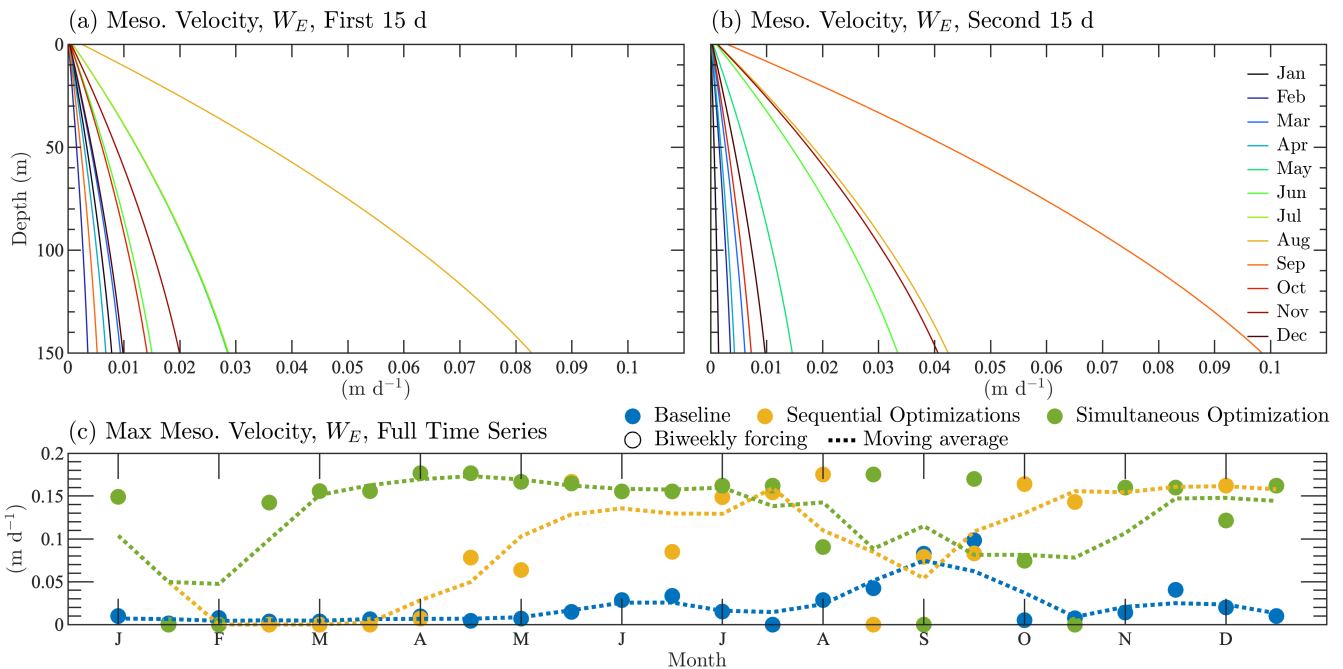 (a) Meso. Velocity, W_E, First 15 d
(b) Meso. Velocity, W_E, Second 15 d
0
50
100
150
Depth (m)
0 0.01 0.02 0.03 0.04 0.05 0.06 0.07 0.08 0.09 0.1
(m d⁻¹)
0
50
100
150
0 0.01 0.02 0.03 0.04 0.05 0.06 0.07 0.08 0.09 0.1
(m d⁻¹)
Jan
Feb
Mar
Apr
May
Jun
Jul
Aug
Sep
Oct
Nov
Dec
Baseline Sequential Optimizations Simultaneous Optimization
Biweekly forcing Moving average
(c) Max Meso. Velocity, W_E, Full Time Series
0.2
0.15
0.1
0.05
0
(m d⁻¹)
J F M A M J J A S O N D
Month